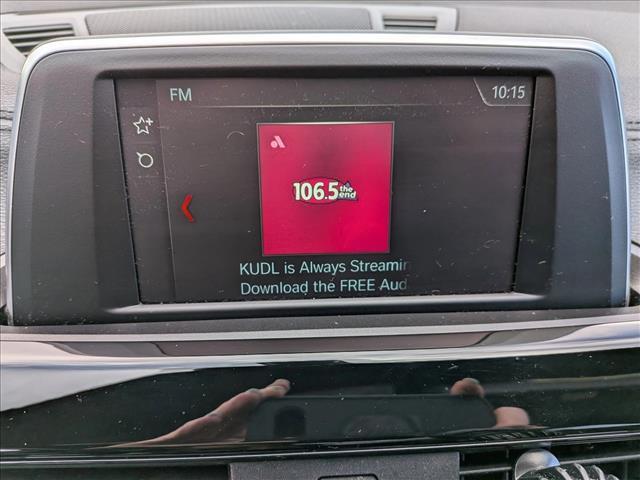 FM
10:15
106.5 the
end
KUDL is Always Streamin
Download the FREE Aud